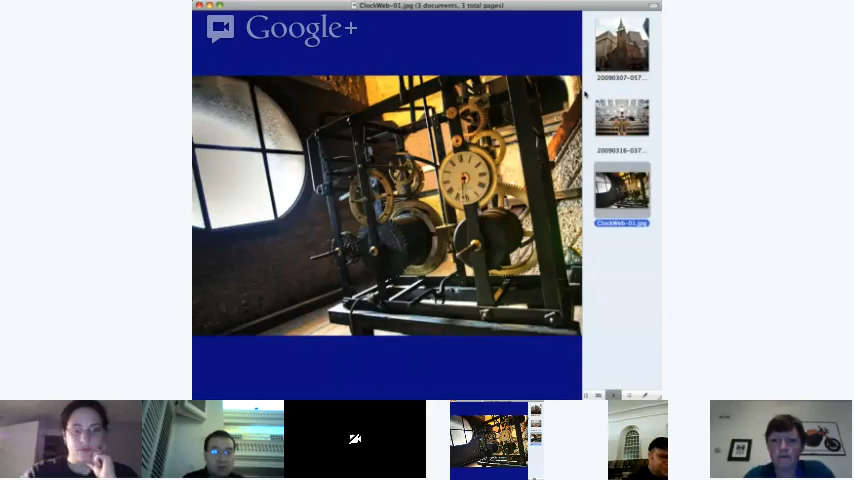 ClockWeb-01.jpg (3 documents, 3 total pages)
Google+
20090307-057...
20090316-037...
ClockWeb-01.jpg